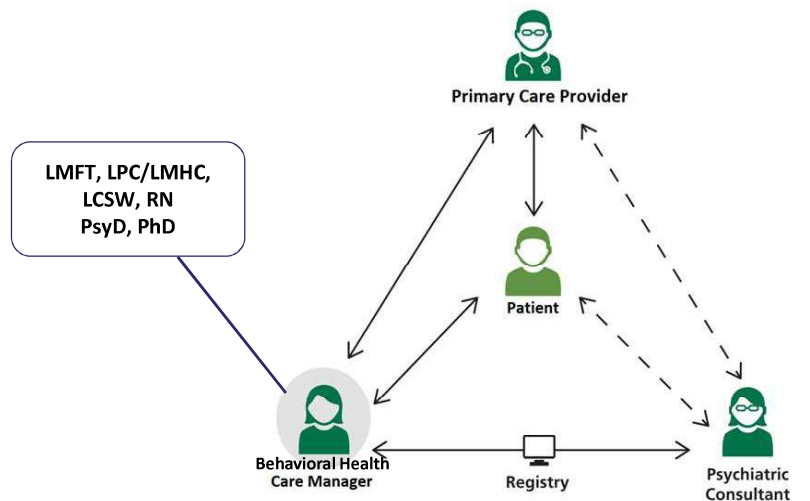 Primary Care Provider
LMFT, LPC/LMHC,
LCSW, RN
PsyD, PhD
Patient
Behavioral Health
Care Manager
Registry
Psychiatric
Consultant